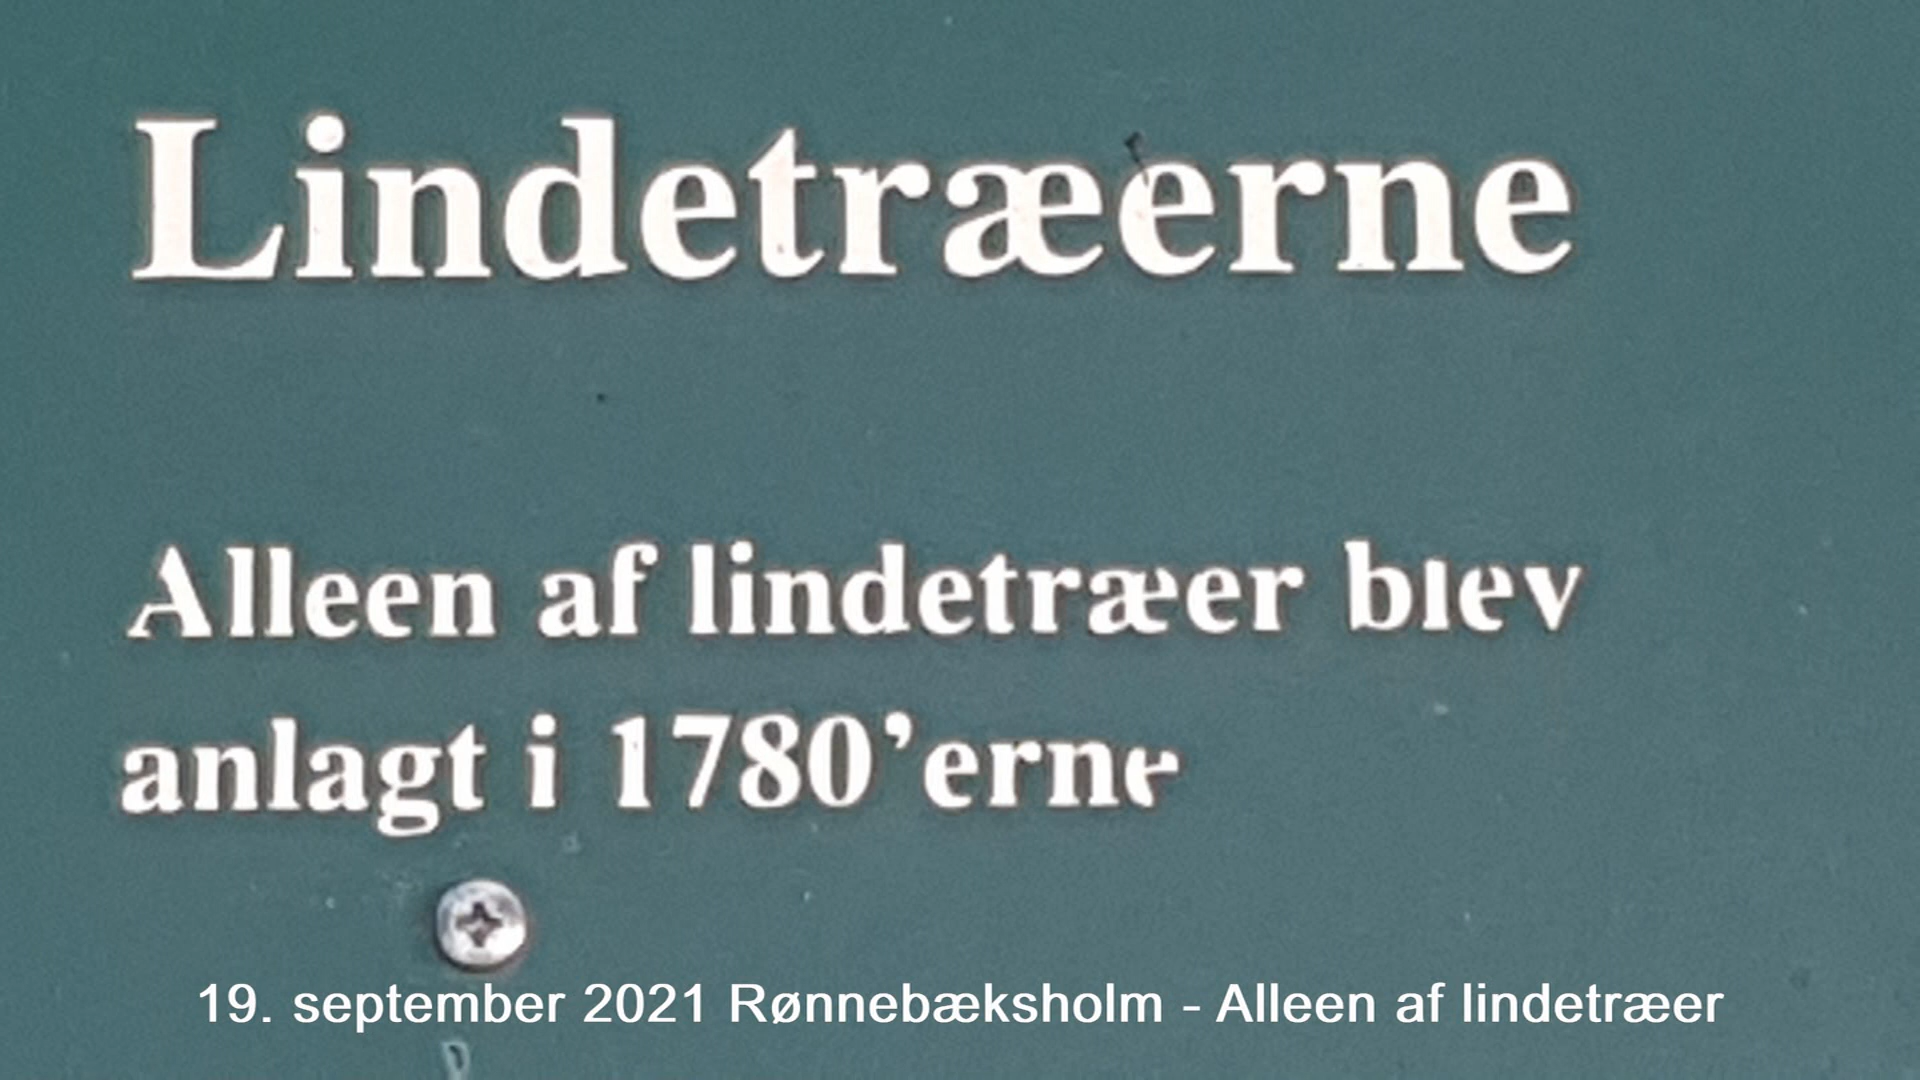 Lindetræerne
Alleen af lindetræer blev
anlagt i 1780’erne
19. september 2021 Rønnebæksholm - Alleen af lindetræer